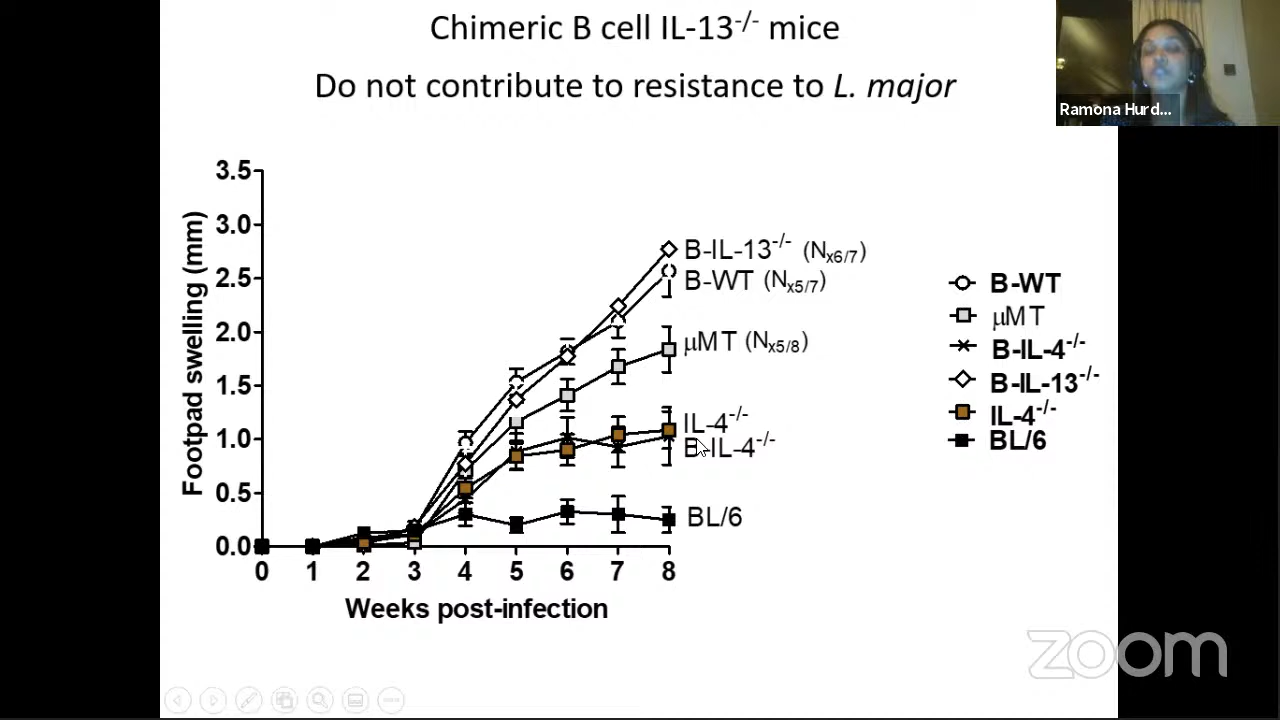 Chimeric B cell IL-13-/- mice
Do not contribute to resistance to L. major
Ramona Hurd...
3.5
3.0
2.5
2.0
1.5
1.0
0.5
0.0
Footpad swelling (mm)
0 1 2 3 4 5 6 7 8
Weeks post-infection
B-IL-13-/- (Nx6/7)
B-WT (Nx5/7)
μMT (Nx5/8)
IL-4-/-
B-IL-4-/-
BL/6
B-WT
μMT
B-IL-4-/-
B-IL-13-/-
IL-4-/-
BL/6
zoom